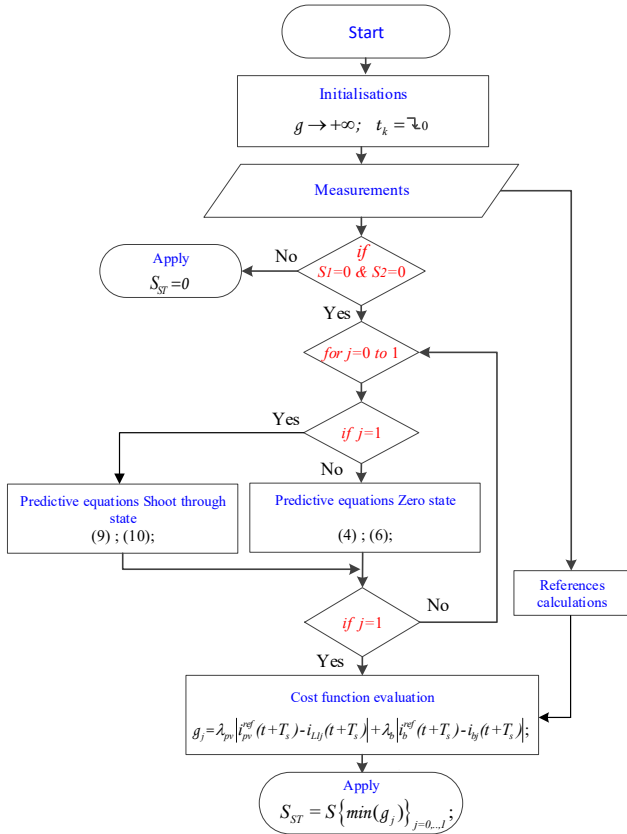 Start
Initialisations
g → +∞; t_k = ↴0
Measurements
if
S1=0 & S2=0
No
Apply
S_ST =0
Yes
for j=0 to 1
Yes
if j=1
No
Predictive equations Shoot through
state
(9) ; (10);
Predictive equations Zero state
(4) ; (6);
References
calculations
if j=1
No
Yes
Cost function evaluation
g_j = λ_pv |i_pv^ref (t+T_s) - i_L1j (t+T_s)| + λ_b |i_b^ref (t+T_s) - i_bj (t+T_s)|;
Apply
S_ST = S{min(g_j)}_j=0,..,1;